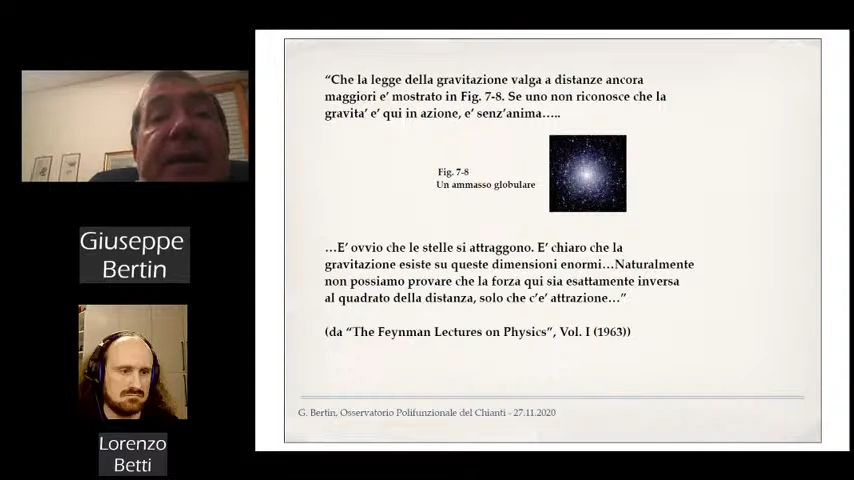 Giuseppe
Bertin
Lorenzo
Betti
“Che la legge della gravitazione valga a distanze ancora
maggiori e’ mostrato in Fig. 7-8. Se uno non riconosce che la
gravita’ e’ qui in azione, e’ senz’anima…..
Fig. 7-8
Un ammasso globulare
…E’ ovvio che le stelle si attraggono. E’ chiaro che la
gravitazione esiste su queste dimensioni enormi…Naturalmente
non possiamo provare che la forza qui sia esattamente inversa
al quadrato della distanza, solo che c’e’ attrazione…”
(da “The Feynman Lectures on Physics”, Vol. I (1963))
G. Bertin, Osservatorio Polifunzionale del Chianti - 27.11.2020